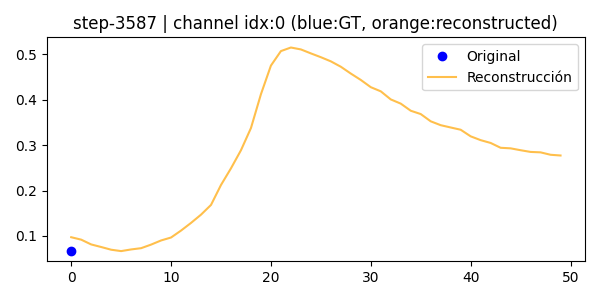 step-3587 | channel idx:0 (blue:GT, orange:reconstructed)
0.5
0.4
0.3
0.2
0.1
Original
Reconstrucción
0 10 20 30 40 50